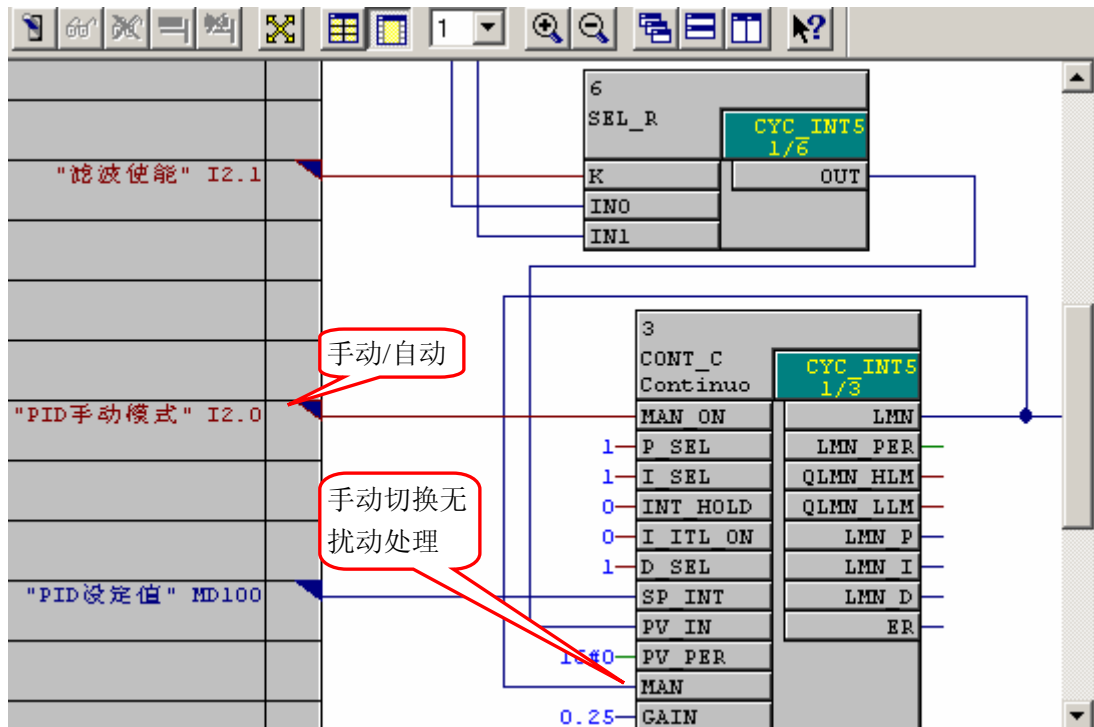 1
6
SEL_R
CYC_INT5
1/6
"滤波使能" I2.1
K
OUT
IN0
IN1
手动/自动
3
CONT_C
Continuo
CYC_INT5
1/3
"PID手动模式" I2.0
MAN_ON
LMN
1
P_SEL
LMN_PER
1
I_SEL
QLMN_HLM
手动切换无
扰动处理
0
INT_HOLD
QLMN_LLM
0
I_ITL_ON
LMN_P
1
D_SEL
LMN_I
"PID设定值" MD100
SP_INT
LMN_D
PV_IN
ER
16#0
PV_PER
MAN
0.25
GAIN